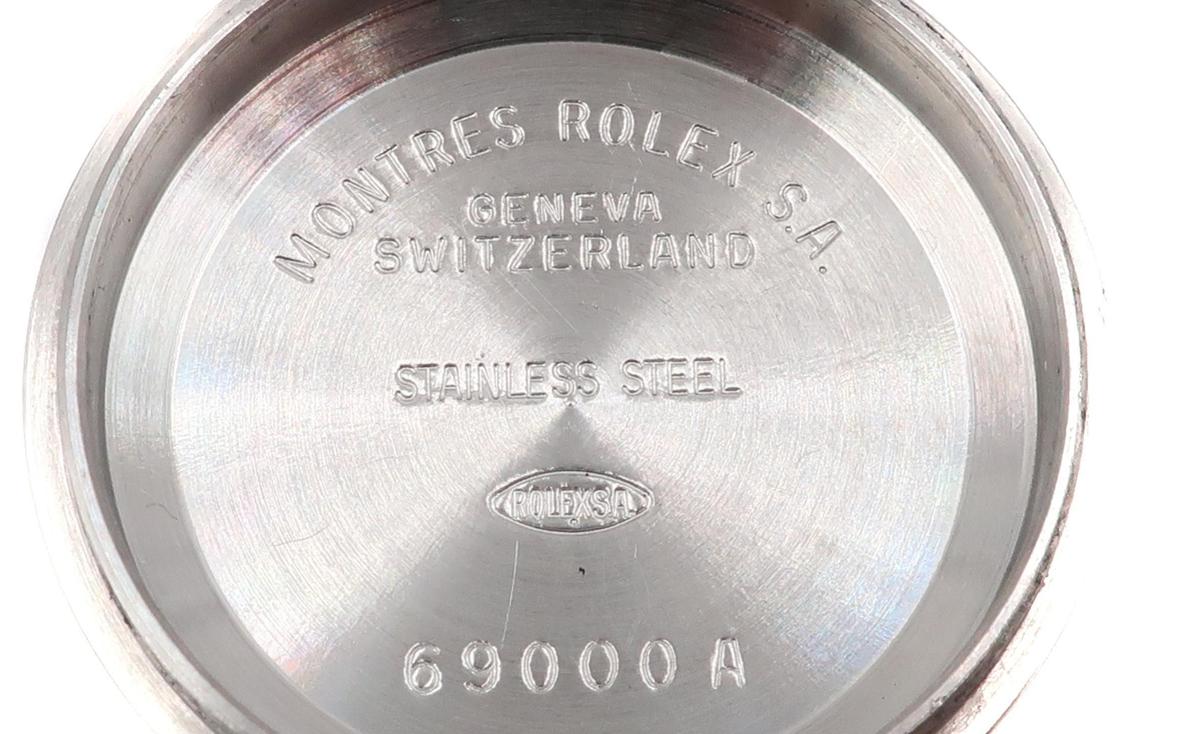 MONTRES ROLEX S.A.
GENEVA
SWITZERLAND
STAINLESS STEEL
ROLEX S.A.
69000 A